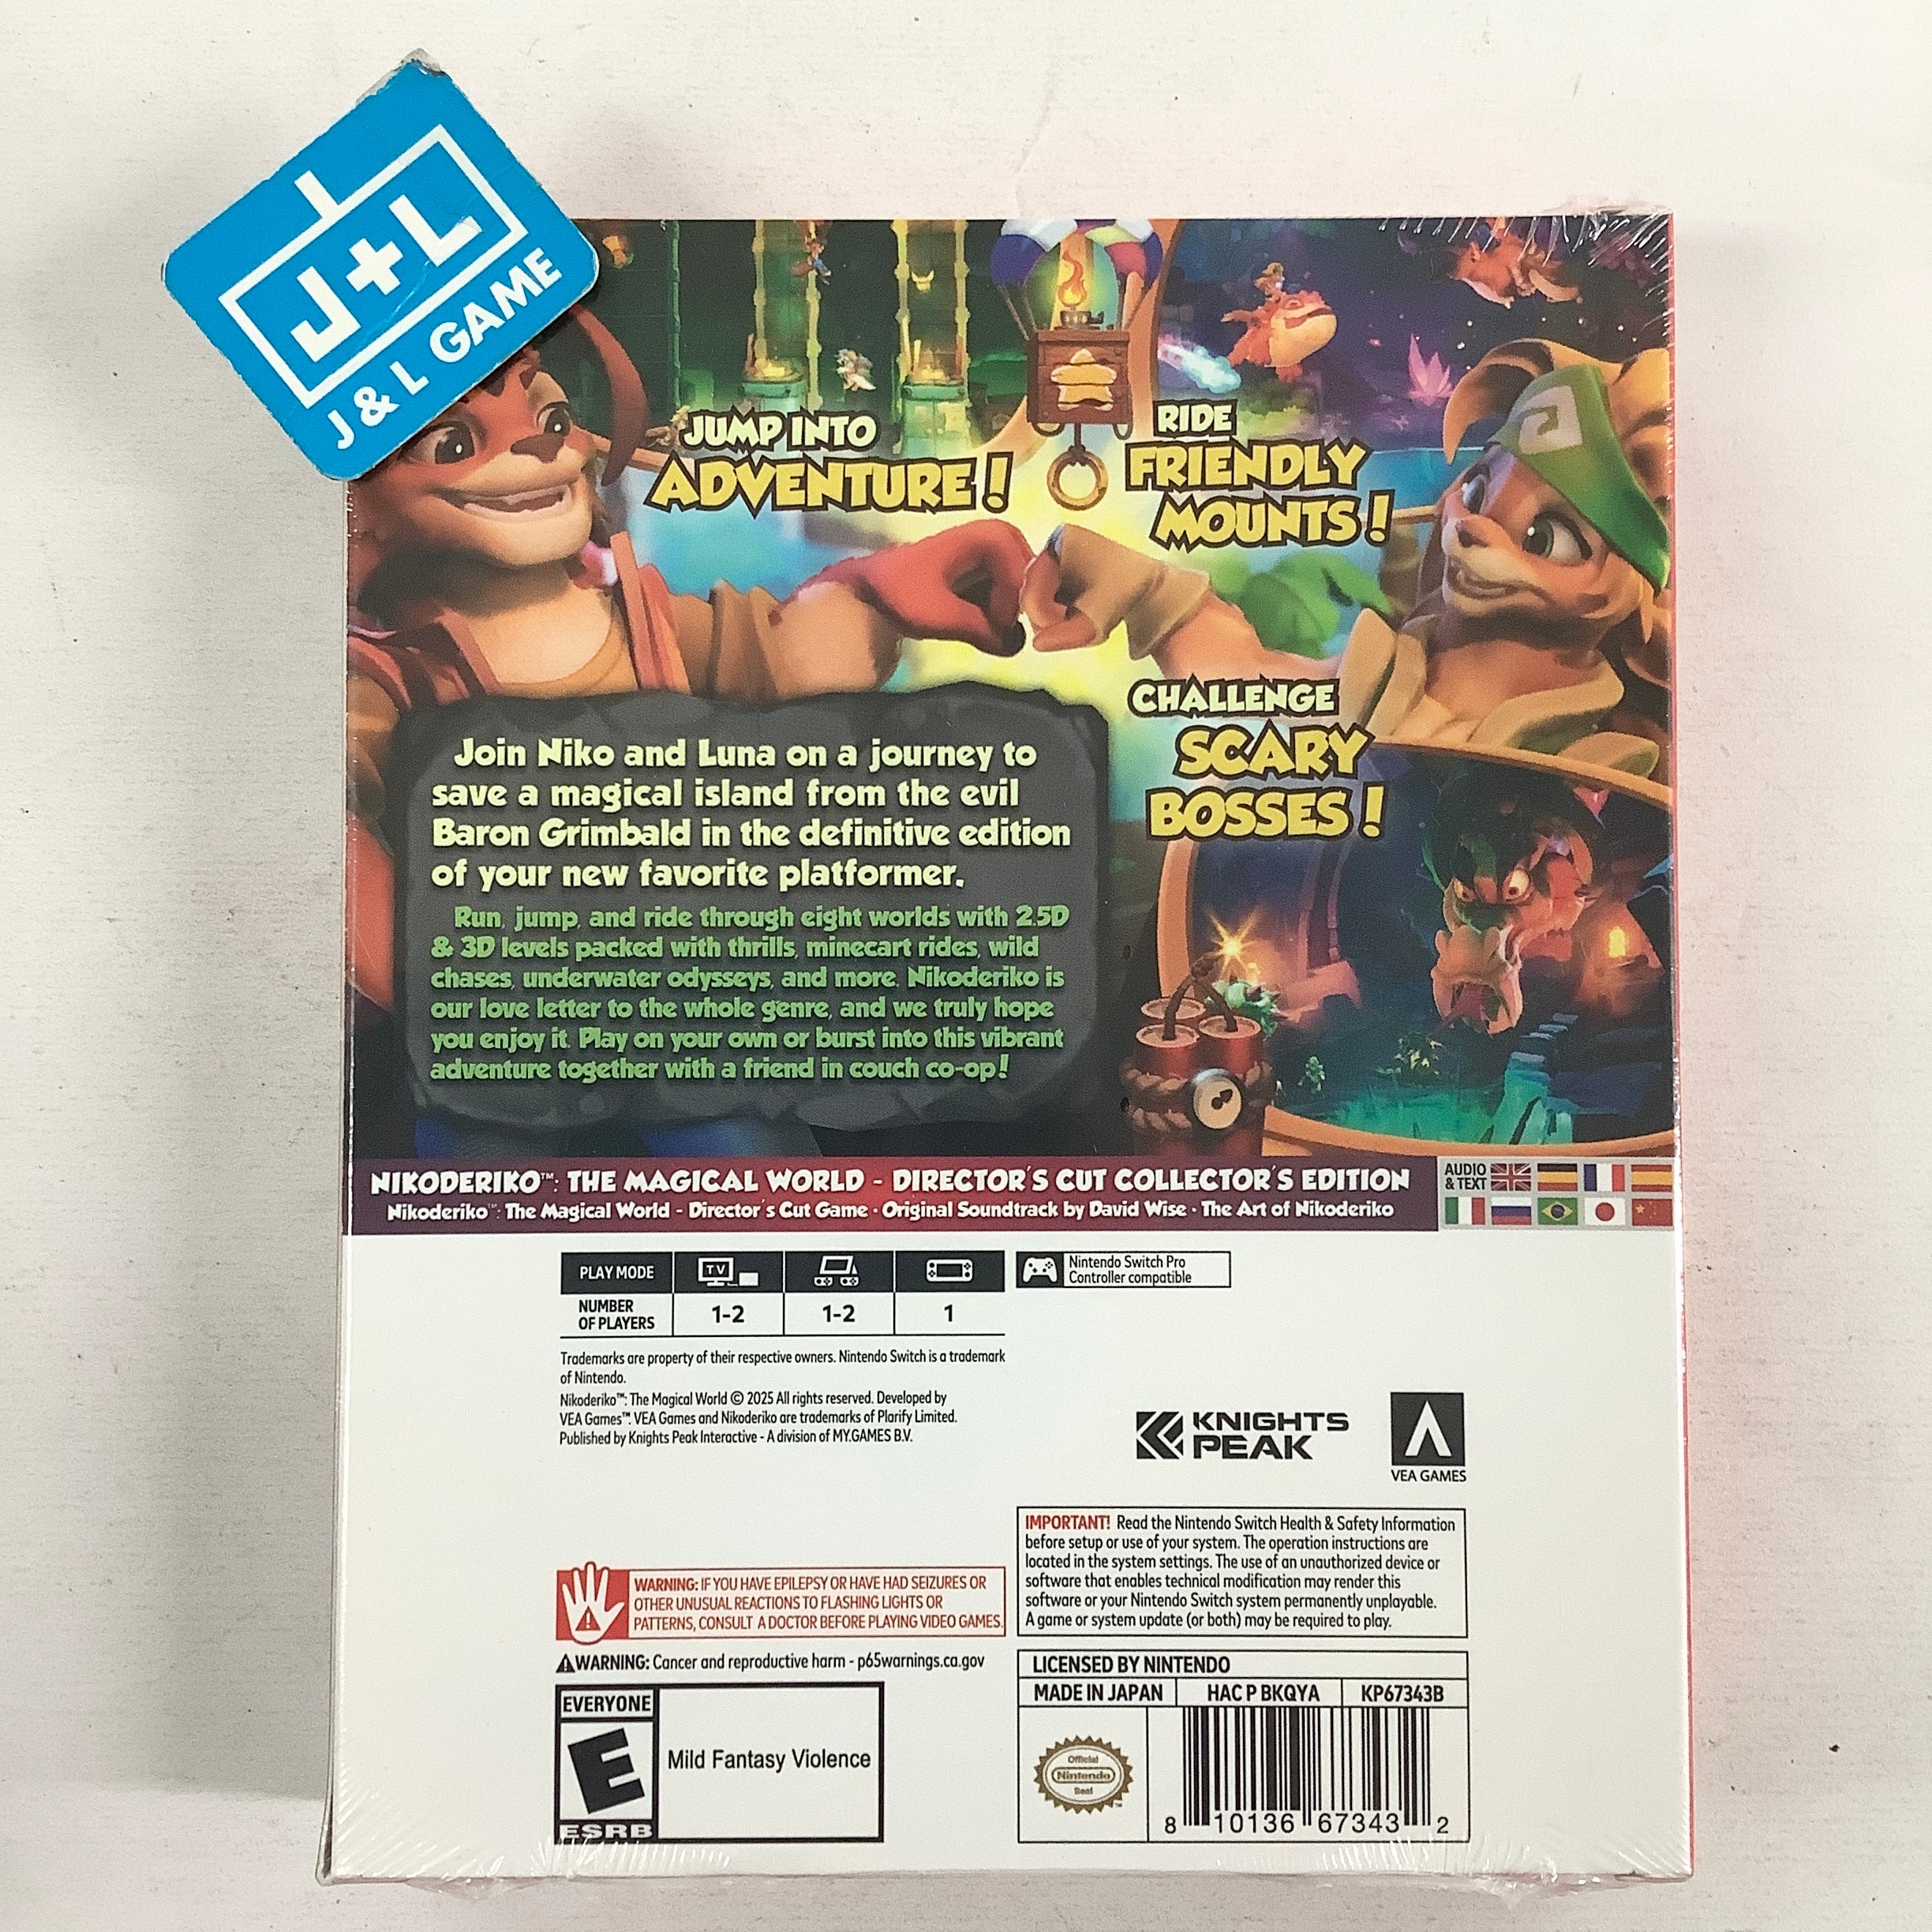 J+L
J & L GAME
JUMP INTO
ADVENTURE!
RIDE
FRIENDLY
MOUNTS!
CHALLENGE
SCARY
BOSSES!
Join Niko and Luna on a journey to
save a magical island from the evil
Baron Grimbald in the definitive edition
of your new favorite platformer.
Run, jump, and ride through eight worlds with 2.5D
& 3D levels packed with thrills, minecart rides, wild
chases, underwater odysseys, and more. Nikoderiko is
our love letter to the whole genre, and we truly hope
you enjoy it. Play on your own or burst into this vibrant
adventure together with a friend in couch co-op!
NIKODERIKO™: THE MAGICAL WORLD - DIRECTOR'S CUT COLLECTOR'S EDITION
Nikoderiko™: The Magical World - Director's Cut Game · Original Soundtrack by David Wise · The Art of Nikoderiko
AUDIO
& TEXT
PLAY MODE TV
NUMBER
OF PLAYERS 1-2 1-2 1
Nintendo Switch Pro
Controller compatible
Trademarks are property of their respective owners. Nintendo Switch is a trademark
of Nintendo.
Nikoderiko™: The Magical World © 2025 All rights reserved. Developed by
VEA Games™. VEA Games and Nikoderiko are trademarks of Plarify Limited.
Published by Knights Peak Interactive - A division of MY.GAMES B.V.
KNIGHTS
PEAK
VEA GAMES
IMPORTANT! Read the Nintendo Switch Health & Safety Information
before setup or use of your system. The operation instructions are
located in the system settings. The use of an unauthorized device or
software that enables technical modification may render this
software or your Nintendo Switch system permanently unplayable.
A game or system update (or both) may be required to play.
WARNING: IF YOU HAVE EPILEPSY OR HAVE HAD SEIZURES OR
OTHER UNUSUAL REACTIONS TO FLASHING LIGHTS OR
PATTERNS, CONSULT A DOCTOR BEFORE PLAYING VIDEO GAMES.
WARNING: Cancer and reproductive harm - p65warnings.ca.gov
EVERYONE
E
ESRB
Mild Fantasy Violence
LICENSED BY NINTENDO
MADE IN JAPAN HAC P BKQYA KP67343B
Official
Nintendo
Seal
8 10136 67343 2